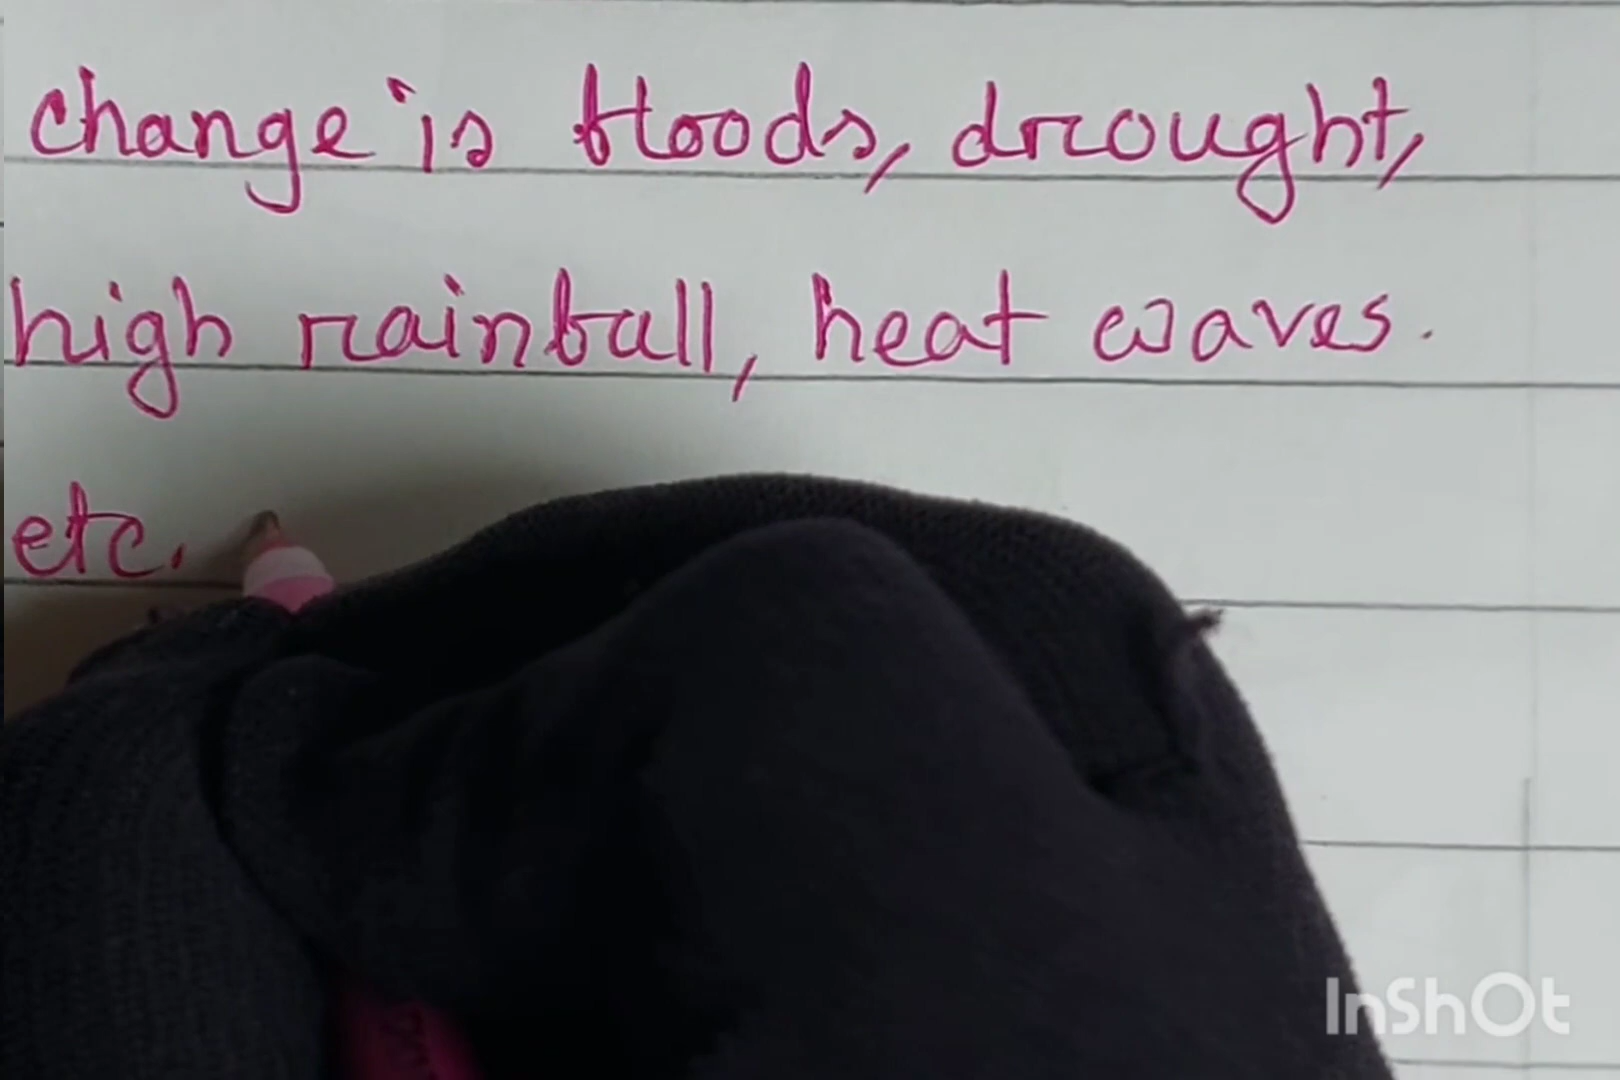 change is floods, drought,
high rainfall, heat waves.
etc.
InShOt